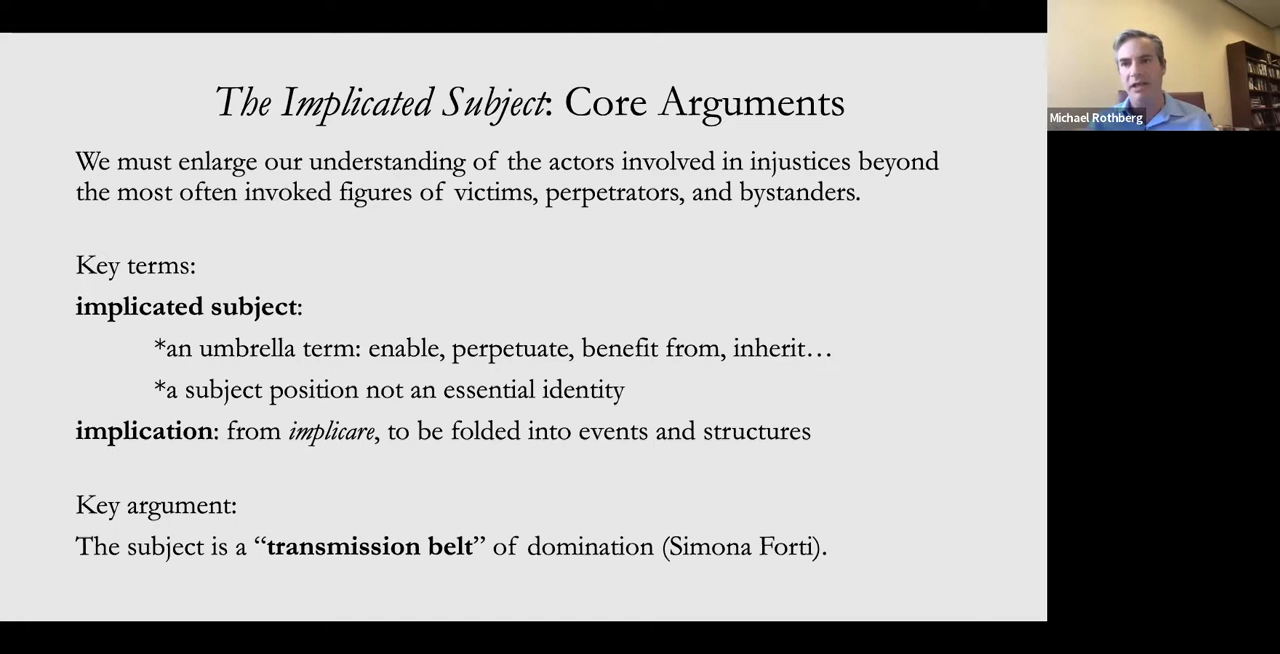 The Implicated Subject: Core Arguments
We must enlarge our understanding of the actors involved in injustices beyond
the most often invoked figures of victims, perpetrators, and bystanders.
Key terms:
implicated subject:
*an umbrella term: enable, perpetuate, benefit from, inherit…
*a subject position not an essential identity
implication: from implicare, to be folded into events and structures
Key argument:
The subject is a “transmission belt” of domination (Simona Forti).
Michael Rothberg